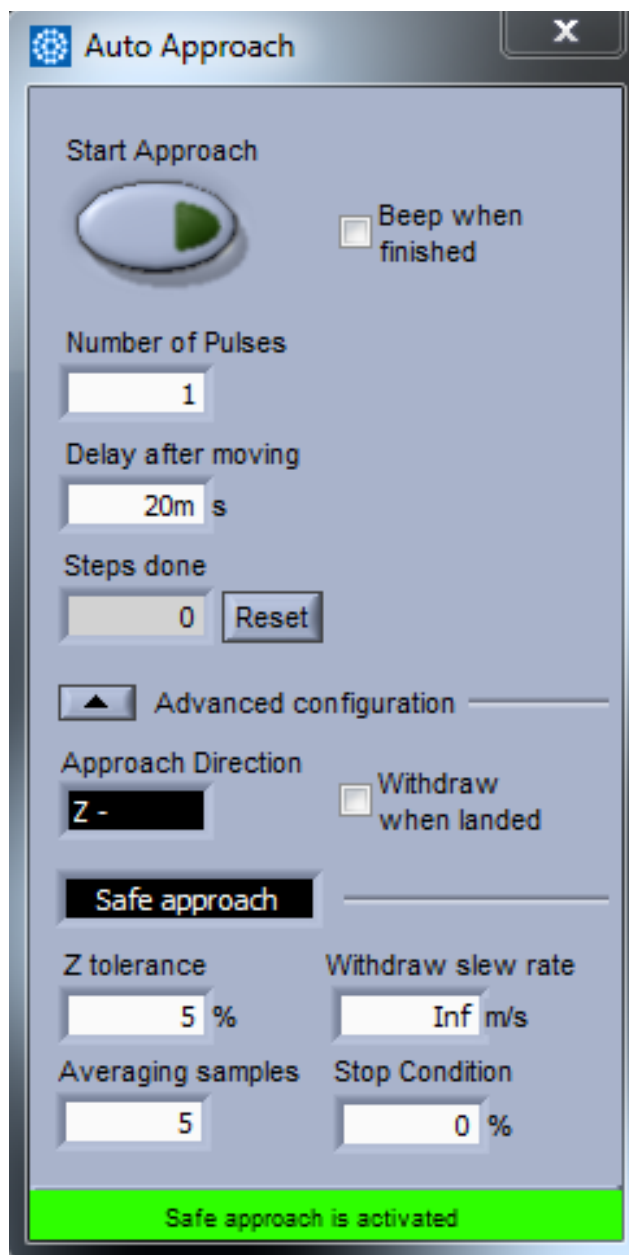 Auto Approach
x
Start Approach
Beep when
finished
Number of Pulses
1
Delay after moving
20m s
Steps done
0 Reset
Advanced configuration
Approach Direction
Z -
Withdraw
when landed
Safe approach
Z tolerance
5 %
Withdraw slew rate
Inf m/s
Averaging samples
5
Stop Condition
0 %
Safe approach is activated